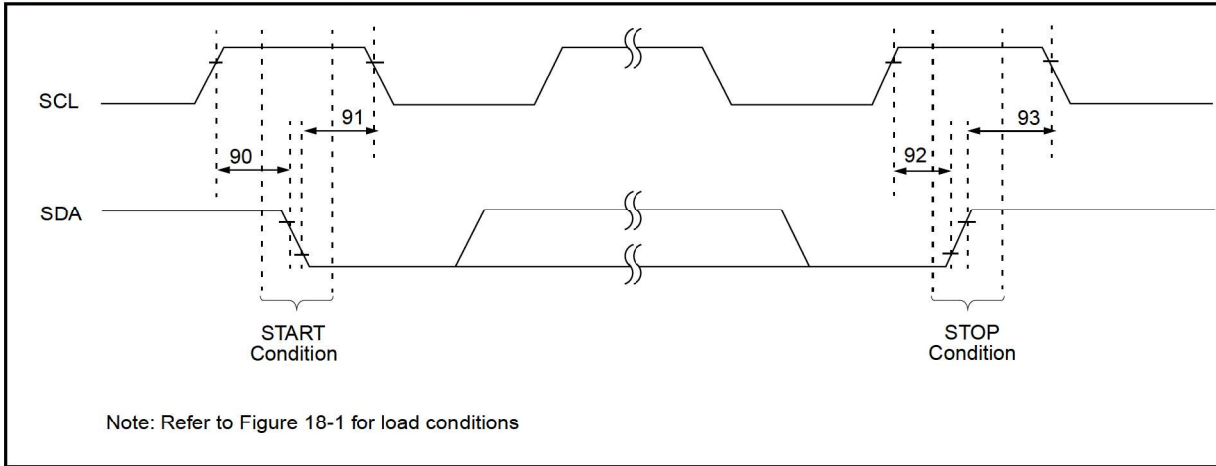 SCL
91
93
90
92
SDA
START
Condition
STOP
Condition
Note: Refer to Figure 18-1 for load conditions